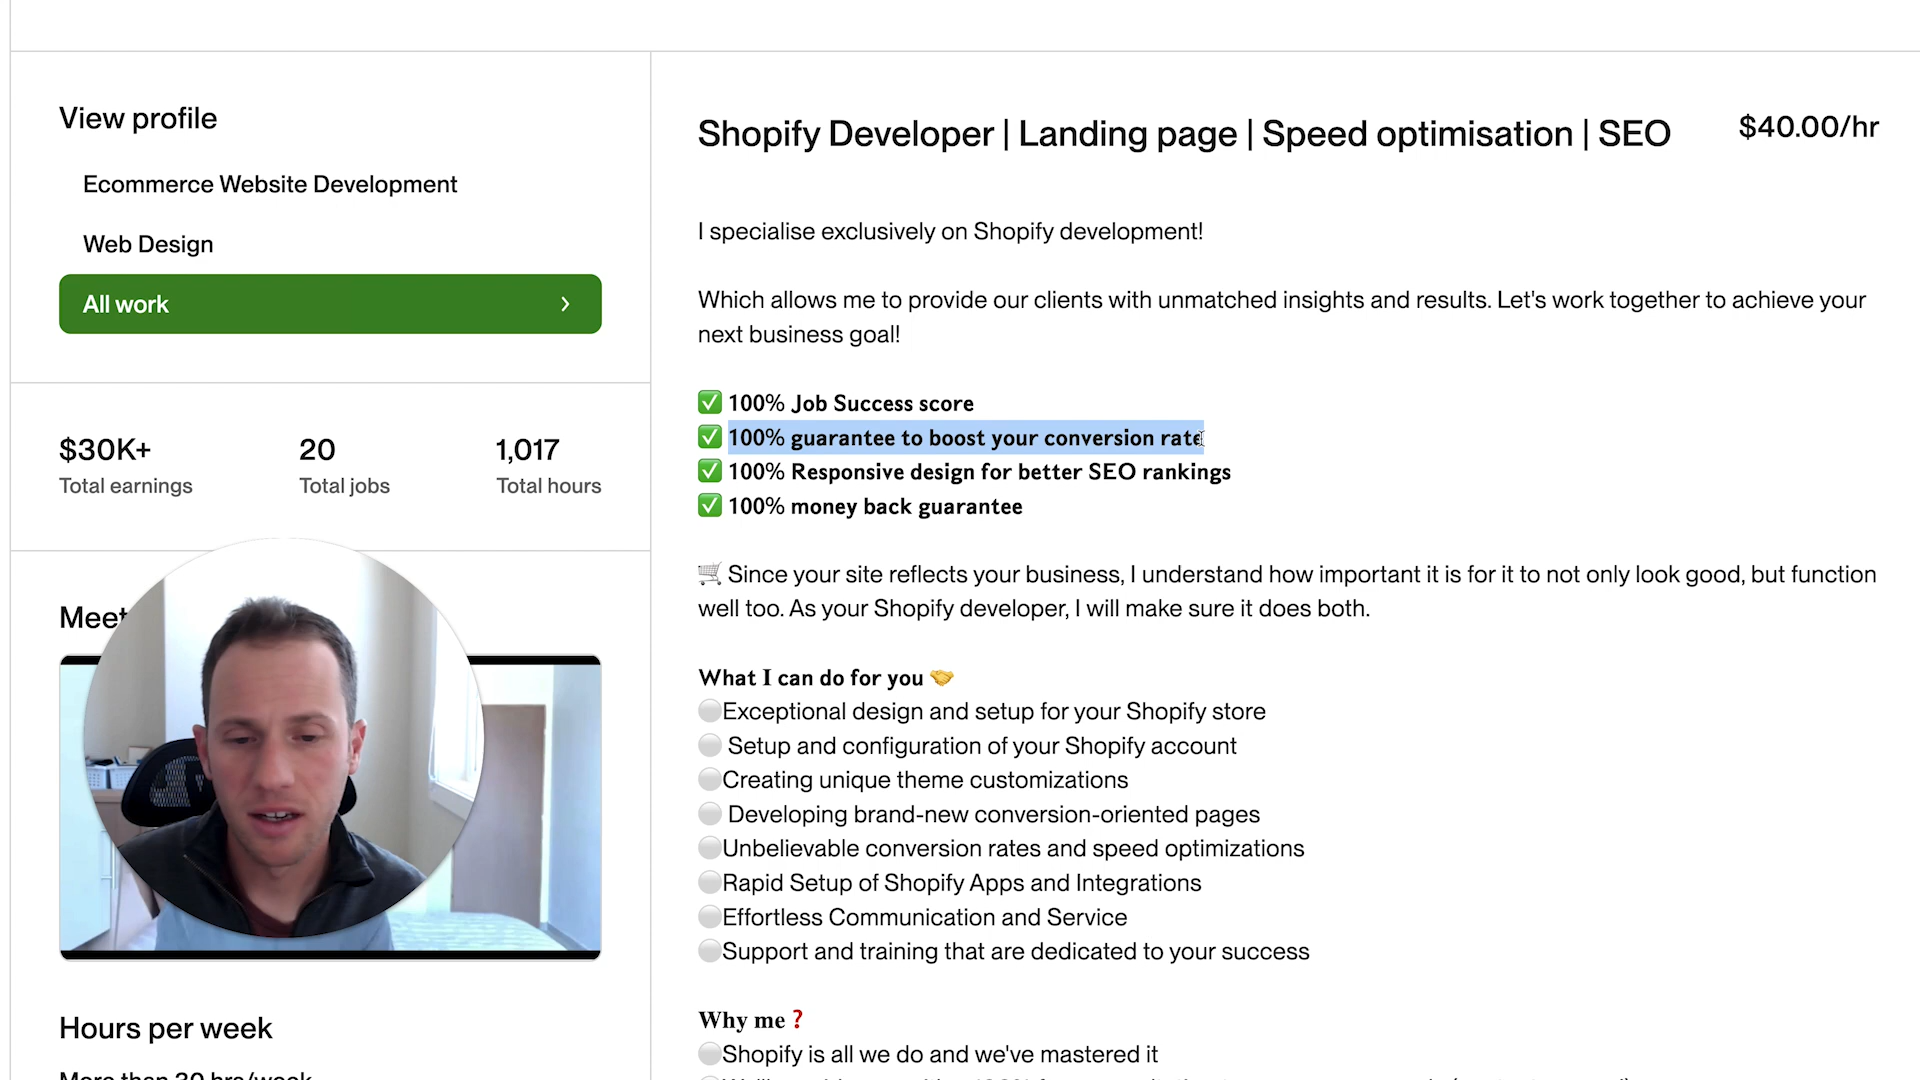 View profile
Ecommerce Website Development
Web Design
All work
$30K+
Total earnings
20
Total jobs
1,017
Total hours
Meet
Hours per week
More than 30 hrs/week
Shopify Developer | Landing page | Speed optimisation | SEO
$40.00/hr
I specialise exclusively on Shopify development!
Which allows me to provide our clients with unmatched insights and results. Let's work together to achieve your
next business goal!
✅ 100% Job Success score
✅ 100% guarantee to boost your conversion rate
✅ 100% Responsive design for better SEO rankings
✅ 100% money back guarantee
🛒 Since your site reflects your business, I understand how important it is for it to not only look good, but function
well too. As your Shopify developer, I will make sure it does both.
What I can do for you 🤝
⚪Exceptional design and setup for your Shopify store
⚪ Setup and configuration of your Shopify account
⚪Creating unique theme customizations
⚪ Developing brand-new conversion-oriented pages
⚪Unbelievable conversion rates and speed optimizations
⚪Rapid Setup of Shopify Apps and Integrations
⚪Effortless Communication and Service
⚪Support and training that are dedicated to your success
Why me❓
⚪Shopify is all we do and we've mastered it